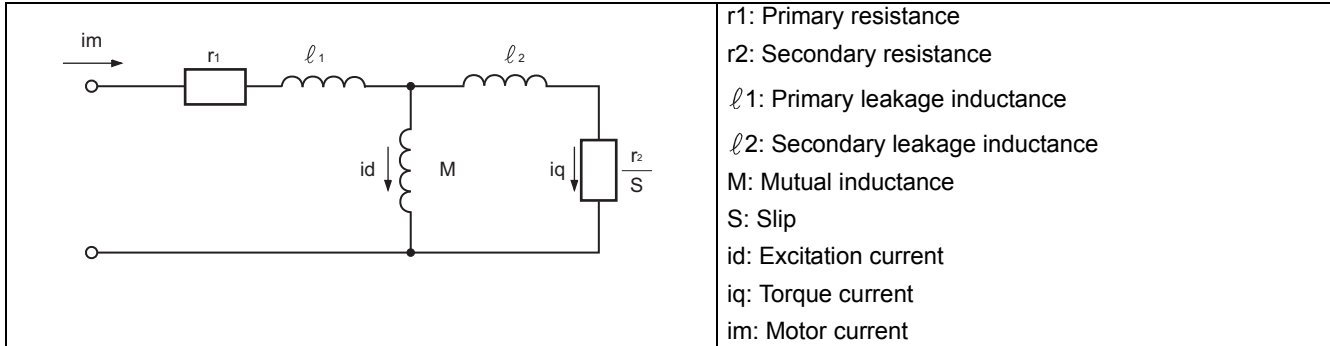 im
r1
ℓ1
ℓ2
id
M
iq
r2
S
r1: Primary resistance
r2: Secondary resistance
ℓ1: Primary leakage inductance
ℓ2: Secondary leakage inductance
M: Mutual inductance
S: Slip
id: Excitation current
iq: Torque current
im: Motor current